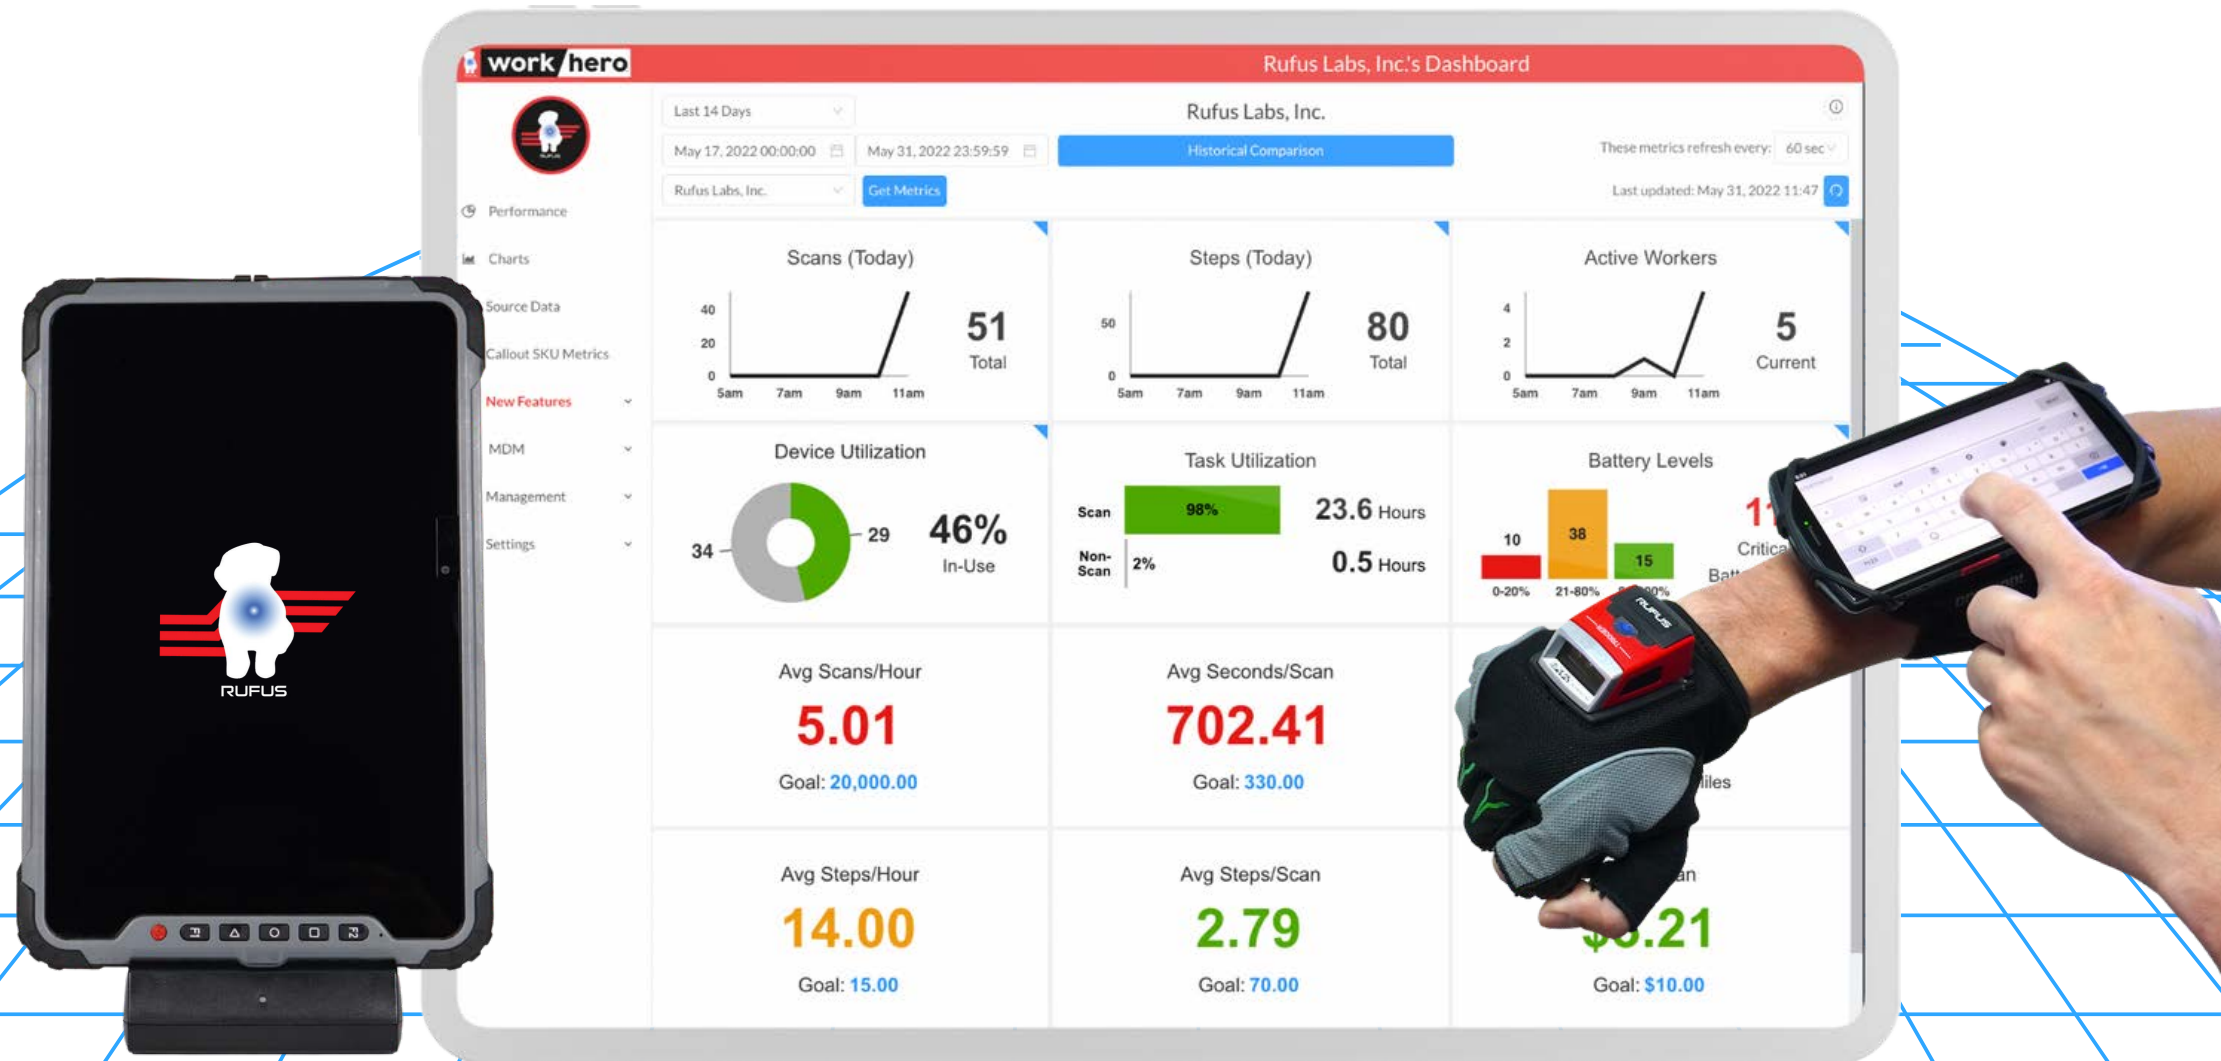 work hero
Rufus Labs, Inc.'s Dashboard
Last 14 Days
Rufus Labs, Inc.
May 17, 2022 00:00:00
May 31, 2022 23:59:59
Historical Comparison
These metrics refresh every: 60 sec
Rufus Labs, Inc.
Get Metrics
Last updated: May 31, 2022 11:47
RUFUS
Performance
Charts
Source Data
Callout SKU Metrics
New Features
MDM
Management
Settings
Scans (Today)
40
20
0
5am 7am 9am 11am
51
Total
Steps (Today)
50
0
5am 7am 9am 11am
80
Total
Active Workers
4
2
0
5am 7am 9am 11am
5
Current
Device Utilization
34
29
46%
In-Use
Task Utilization
Scan 98% 23.6 Hours
Non-Scan 2% 0.5 Hours
Battery Levels
10 38 15
0-20% 21-80%
Avg Scans/Hour
5.01
Goal: 20,000.00
Avg Seconds/Scan
702.41
Goal: 330.00
Avg Steps/Hour
14.00
Goal: 15.00
Avg Steps/Scan
2.79
Goal: 70.00
.21
Goal: $10.00
RUFUS
F1
F2
RUFUS
TRIGGER